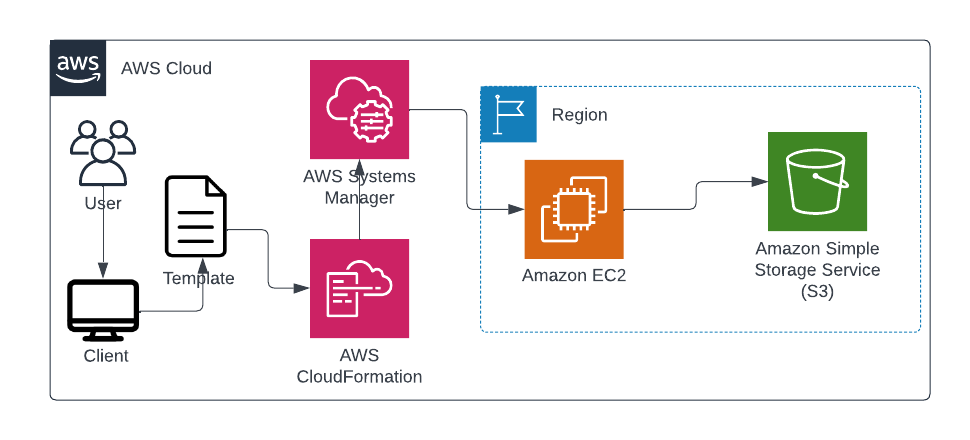 aws
AWS Cloud
Region
AWS Systems
Manager
User
Template
Amazon EC2
Amazon Simple
Storage Service
(S3)
Client
AWS
CloudFormation